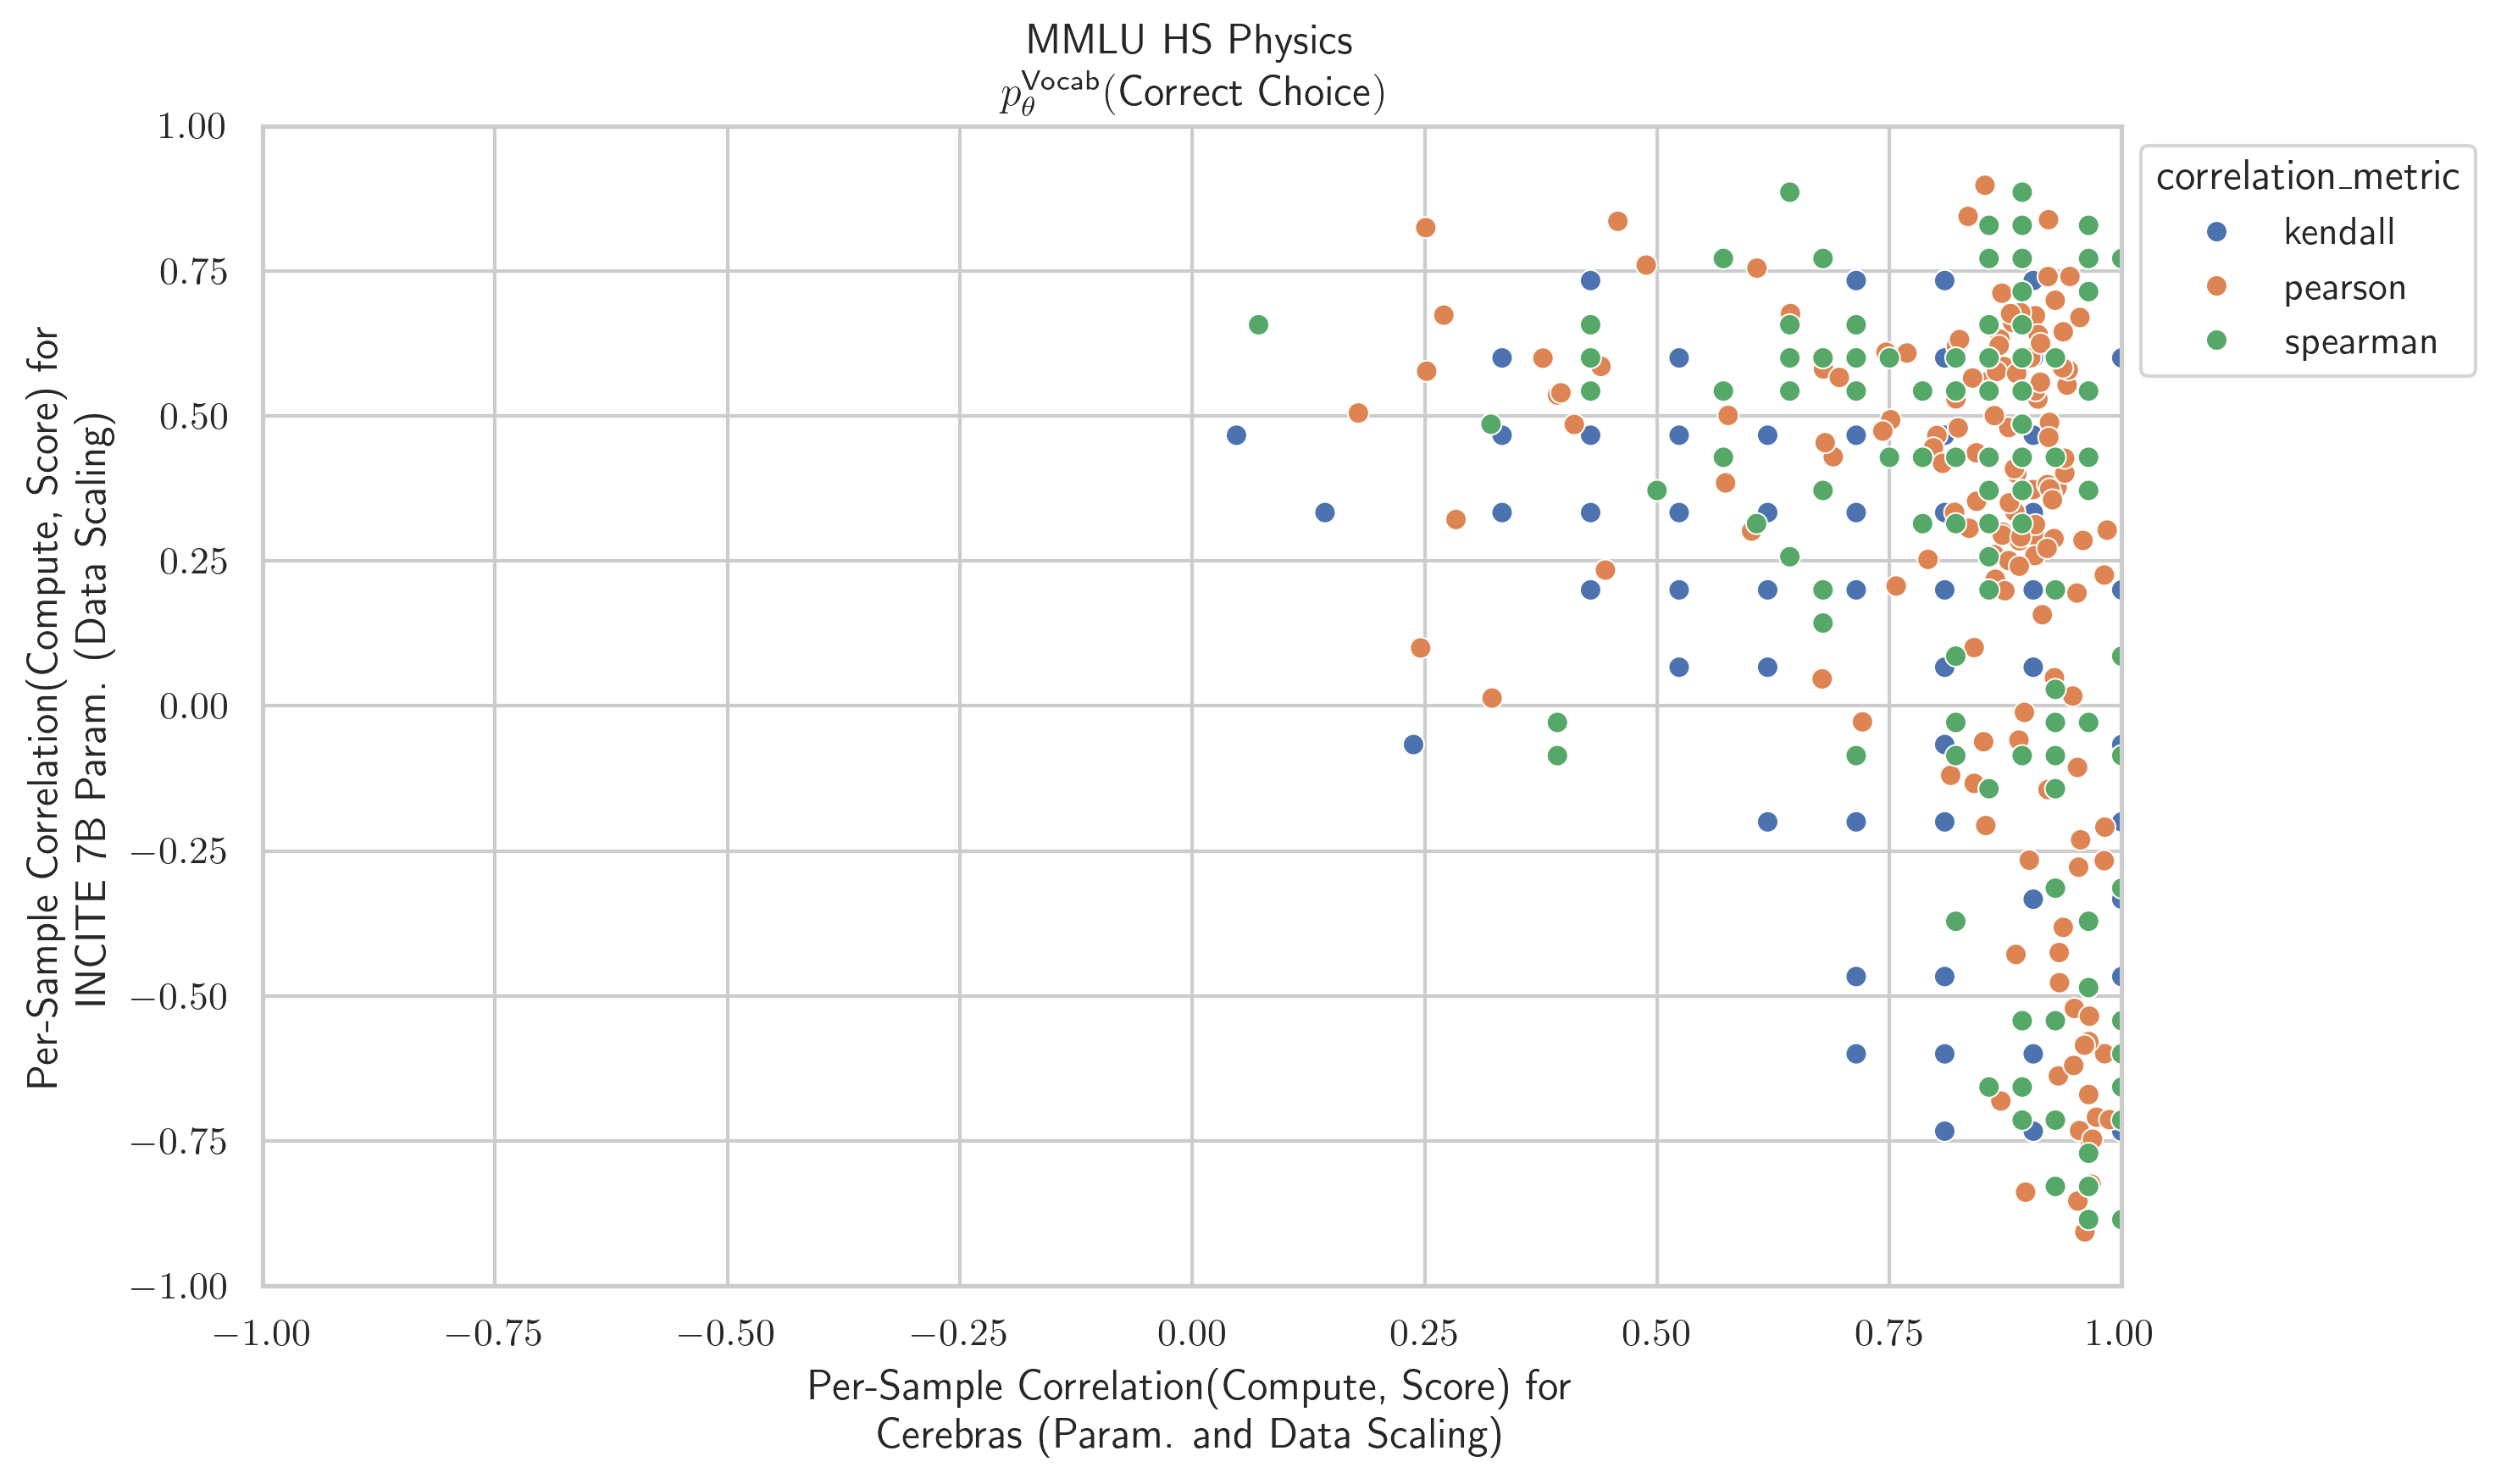 MMLU HS Physics
p_θ^Vocab(Correct Choice)
1.00
0.75
0.50
0.25
0.00
−0.25
−0.50
−0.75
−1.00
Per-Sample Correlation(Compute, Score) for
INCITE 7B Param. (Data Scaling)
correlation_metric
kendall
pearson
spearman
−1.00 −0.75 −0.50 −0.25 0.00 0.25 0.50 0.75 1.00
Per-Sample Correlation(Compute, Score) for
Cerebras (Param. and Data Scaling)